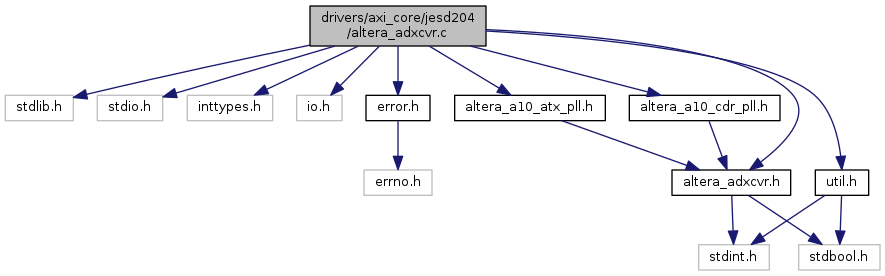 drivers/axi_core/jesd204
/altera_adxcvr.c
stdlib.h
stdio.h
inttypes.h
io.h
error.h
altera_a10_atx_pll.h
altera_a10_cdr_pll.h
errno.h
altera_adxcvr.h
util.h
stdint.h
stdbool.h